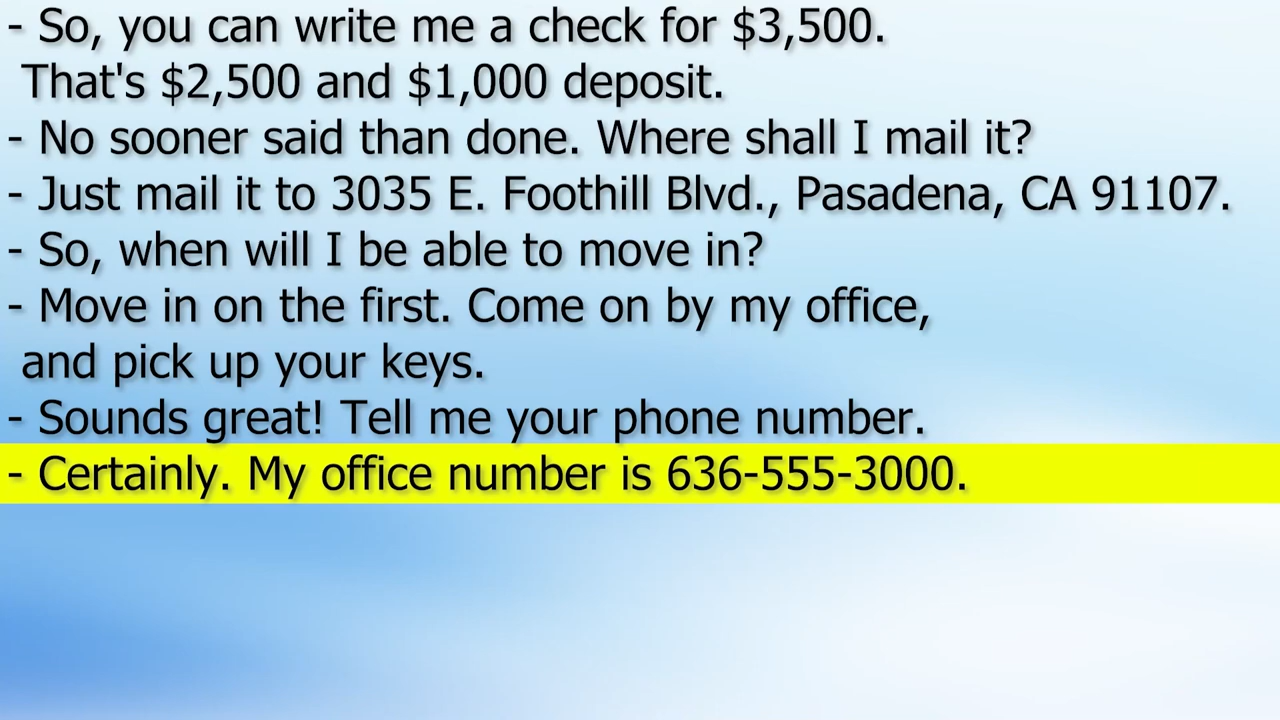 - So, you can write me a check for $3,500.
That's $2,500 and $1,000 deposit.
- No sooner said than done. Where shall I mail it?
- Just mail it to 3035 E. Foothill Blvd., Pasadena, CA 91107.
- So, when will I be able to move in?
- Move in on the first. Come on by my office,
and pick up your keys.
- Sounds great! Tell me your phone number.
- Certainly. My office number is 636-555-3000.